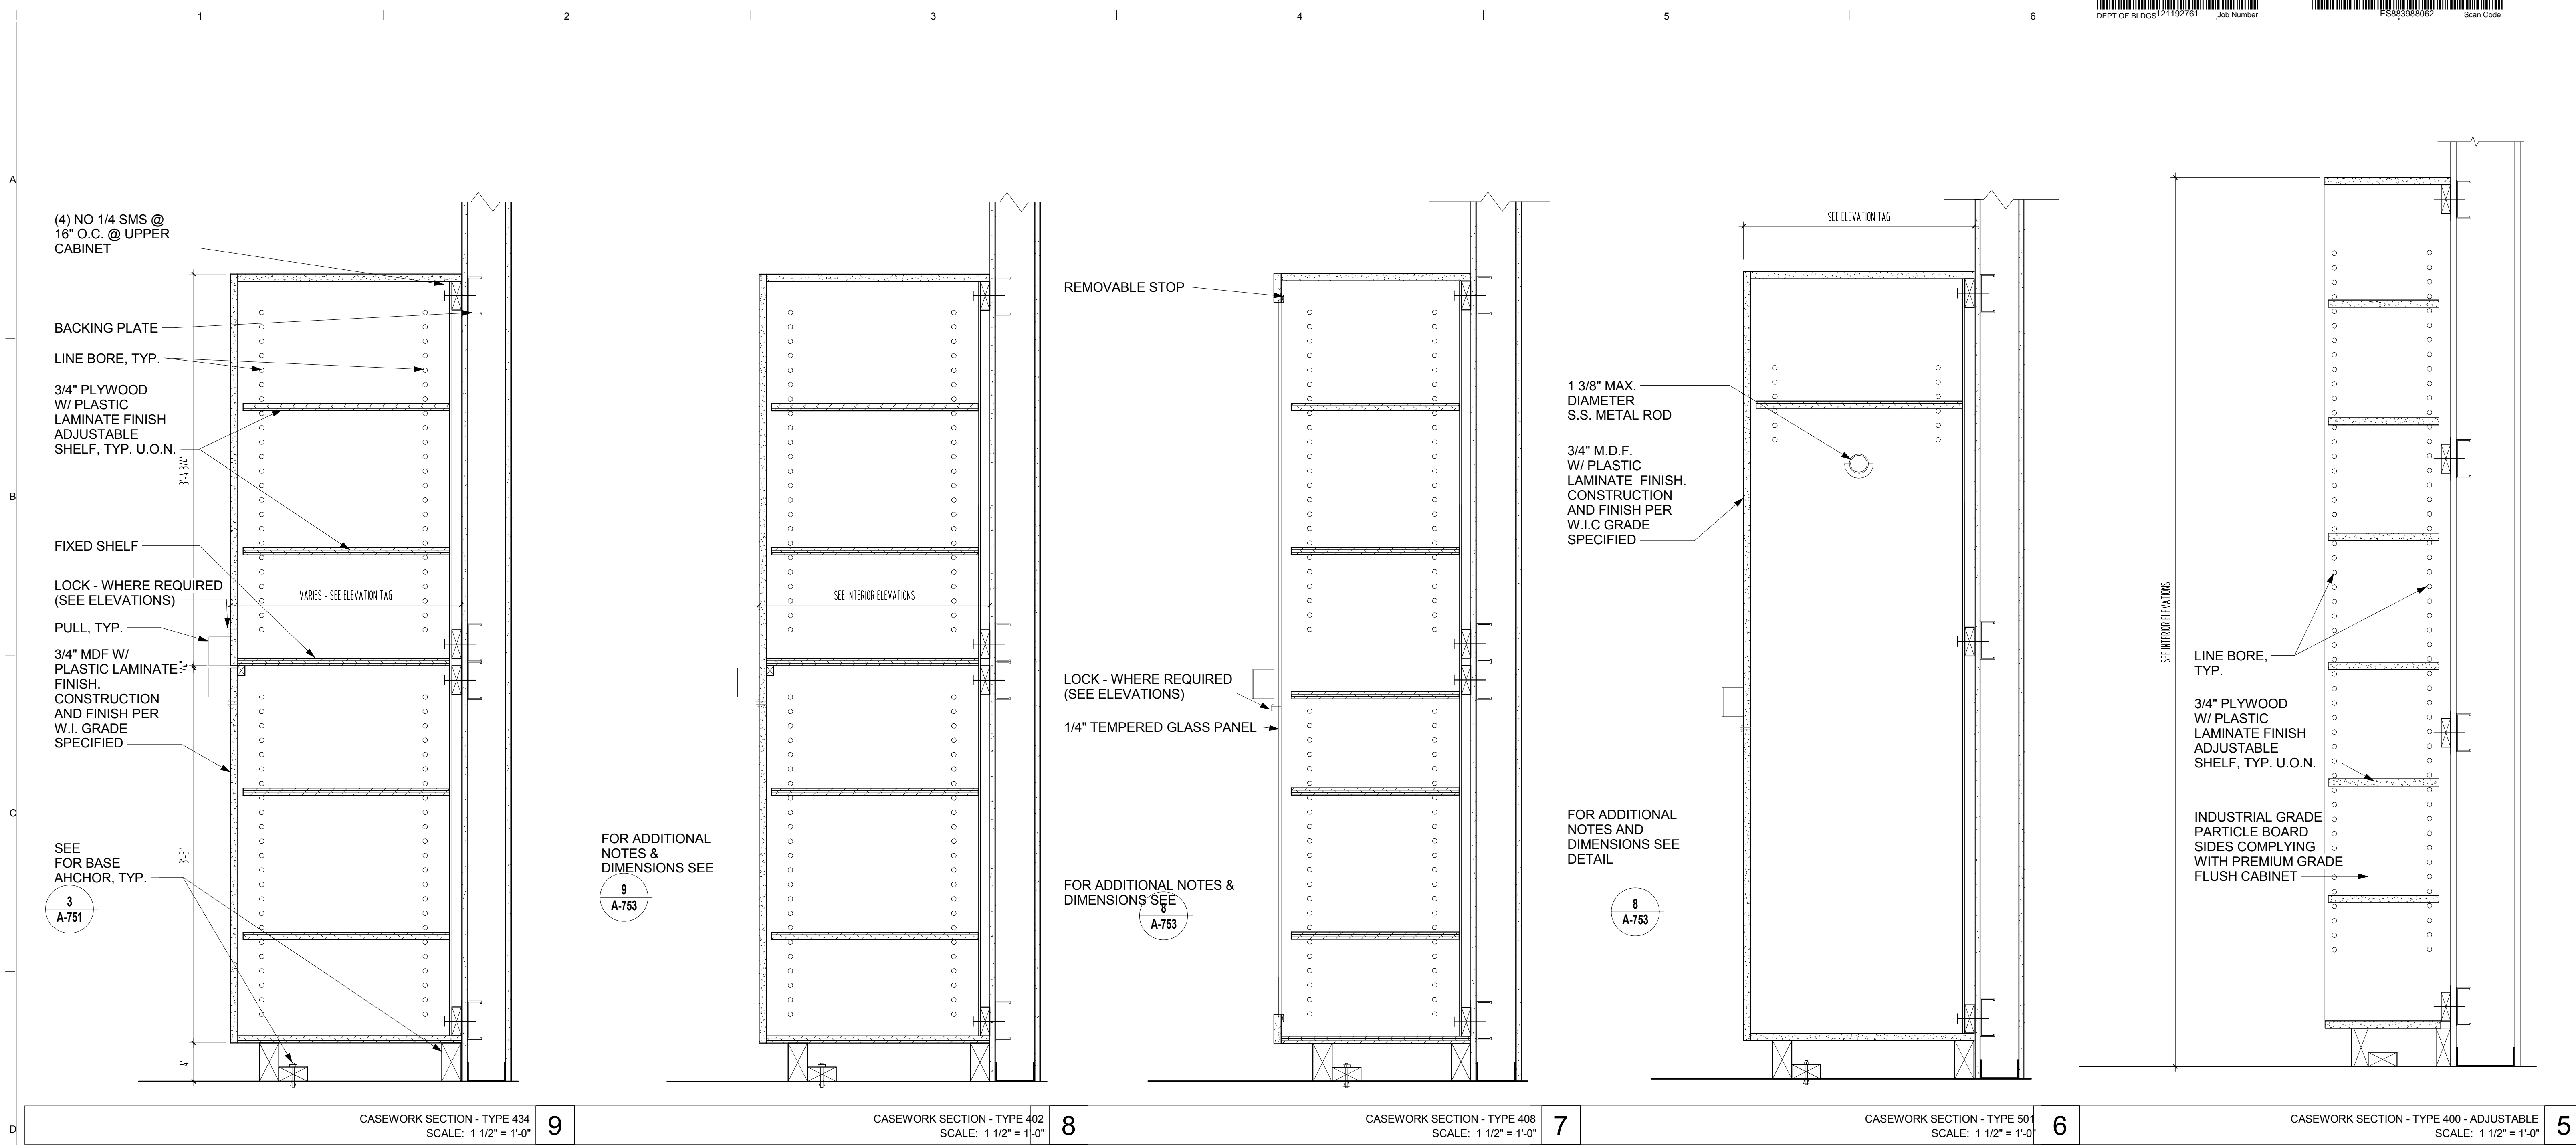 1
2
3
4
5
6
DEPT OF BLDGS121192761 Job Number
ES883988062 Scan Code
A
B
C
D
(4) NO 1/4 SMS @
16" O.C. @ UPPER
CABINET
BACKING PLATE
LINE BORE, TYP.
3/4" PLYWOOD
W/ PLASTIC
LAMINATE FINISH
ADJUSTABLE
SHELF, TYP. U.O.N.
3'-4 3/4"
FIXED SHELF
LOCK - WHERE REQUIRED
(SEE ELEVATIONS)
VARIES - SEE ELEVATION TAG
PULL, TYP.
3/4" MDF W/
PLASTIC LAMINATE
FINISH.
CONSTRUCTION
AND FINISH PER
W.I. GRADE
SPECIFIED
3'-3"
SEE
FOR BASE
AHCHOR, TYP.
3
A-751
4"
CASEWORK SECTION - TYPE 434
SCALE: 1 1/2" = 1'-0"
9
SEE INTERIOR ELEVATIONS
FOR ADDITIONAL
NOTES &
DIMENSIONS SEE
9
A-753
CASEWORK SECTION - TYPE 402
SCALE: 1 1/2" = 1'-0"
8
REMOVABLE STOP
LOCK - WHERE REQUIRED
(SEE ELEVATIONS)
1/4" TEMPERED GLASS PANEL
FOR ADDITIONAL NOTES &
DIMENSIONS SEE
8
A-753
CASEWORK SECTION - TYPE 408
SCALE: 1 1/2" = 1'-0"
7
SEE ELEVATION TAG
1 3/8" MAX.
DIAMETER
S.S. METAL ROD
3/4" M.D.F.
W/ PLASTIC
LAMINATE FINISH.
CONSTRUCTION
AND FINISH PER
W.I.C GRADE
SPECIFIED
FOR ADDITIONAL
NOTES AND
DIMENSIONS SEE
DETAIL
8
A-753
CASEWORK SECTION - TYPE 501
SCALE: 1 1/2" = 1'-0"
6
SEE INTERIOR ELEVATIONS
LINE BORE,
TYP.
3/4" PLYWOOD
W/ PLASTIC
LAMINATE FINISH
ADJUSTABLE
SHELF, TYP. U.O.N.
INDUSTRIAL GRADE
PARTICLE BOARD
SIDES COMPLYING
WITH PREMIUM GRADE
FLUSH CABINET
CASEWORK SECTION - TYPE 400 - ADJUSTABLE
SCALE: 1 1/2" = 1'-0"
5